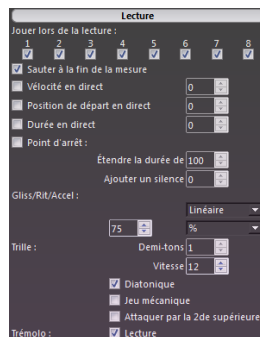 Lecture
Jouer lors de la lecture :
1 2 3 4 5 6 7 8
Sauter à la fin de la mesure
Vélocité en direct 0
Position de départ en direct 0
Durée en direct 0
Point d'arrêt :
Étendre la durée de 100
Ajouter un silence 0
Gliss/Rit/Accel :
Linéaire
75 %
Trille : Demi-tons 1
Vitesse 12
Diatonique
Jeu mécanique
Attaquer par la 2de supérieure
Trémolo : Lecture